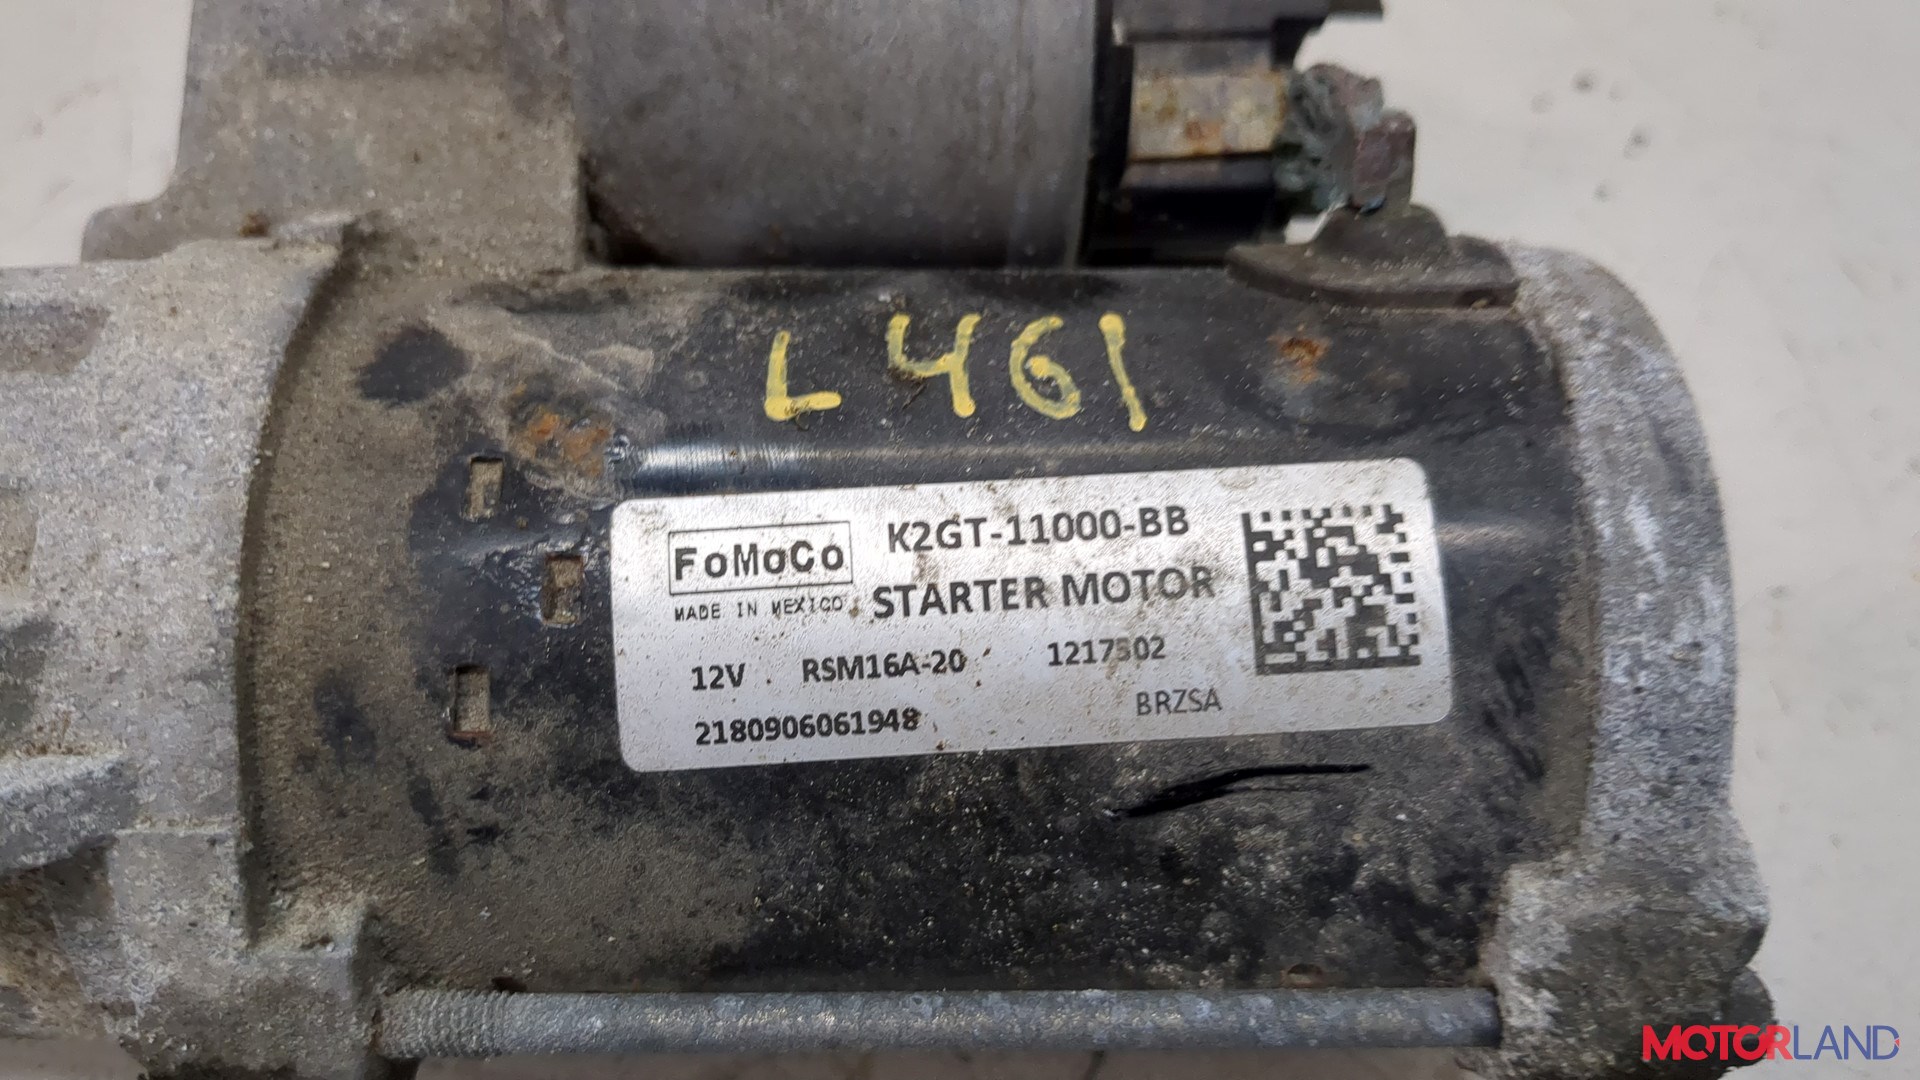 L461
FoMoCo
K2GT-11000-BB
MADE IN MEXICO
STARTER MOTOR
12V RSM16A-20 1217502
2180906061948
BRZSA
MOTORLAND